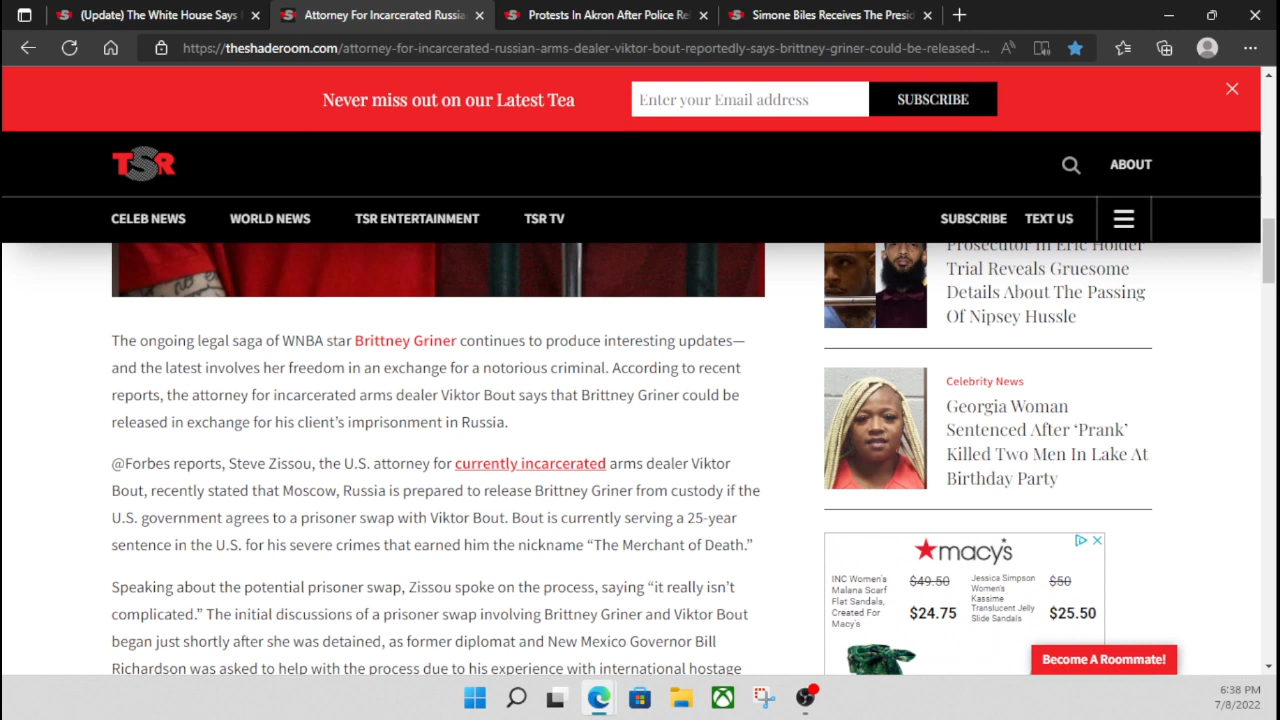 (Update) The White House Says
Attorney For Incarcerated Russia
Protests In Akron After Police Re
Simone Biles Receives The Presid
https://theshaderoom.com/attorney-for-incarcerated-russian-arms-dealer-viktor-bout-reportedly-says-brittney-griner-could-be-released-...
Never miss out on our Latest Tea
Enter your Email address
SUBSCRIBE
TSR
ABOUT
CELEB NEWS
WORLD NEWS
TSR ENTERTAINMENT
TSR TV
SUBSCRIBE
TEXT US
The ongoing legal saga of WNBA star Brittney Griner continues to produce interesting updates—
and the latest involves her freedom in an exchange for a notorious criminal. According to recent
reports, the attorney for incarcerated arms dealer Viktor Bout says that Brittney Griner could be
released in exchange for his client’s imprisonment in Russia.
@Forbes reports, Steve Zissou, the U.S. attorney for currently incarcerated arms dealer Viktor
Bout, recently stated that Moscow, Russia is prepared to release Brittney Griner from custody if the
U.S. government agrees to a prisoner swap with Viktor Bout. Bout is currently serving a 25-year
sentence in the U.S. for his severe crimes that earned him the nickname “The Merchant of Death.”
Speaking about the potential prisoner swap, Zissou spoke on the process, saying “it really isn’t
complicated.” The initial discussions of a prisoner swap involving Brittney Griner and Viktor Bout
began just shortly after she was detained, as former diplomat and New Mexico Governor Bill
Richardson was asked to help with the process due to his experience with international hostage
Prosecutor In Eric Holder
Trial Reveals Gruesome
Details About The Passing
Of Nipsey Hussle
Celebrity News
Georgia Woman
Sentenced After ‘Prank’
Killed Two Men In Lake At
Birthday Party
macy's
INC Women's
Malana Scarf
Flat Sandals,
Created For
Macy's
$49.50
$24.75
Jessica Simpson
Women's
Kassime
Translucent Jelly
Slide Sandals
$50
$25.50
Become A Roommate!
6:38 PM
7/8/2022